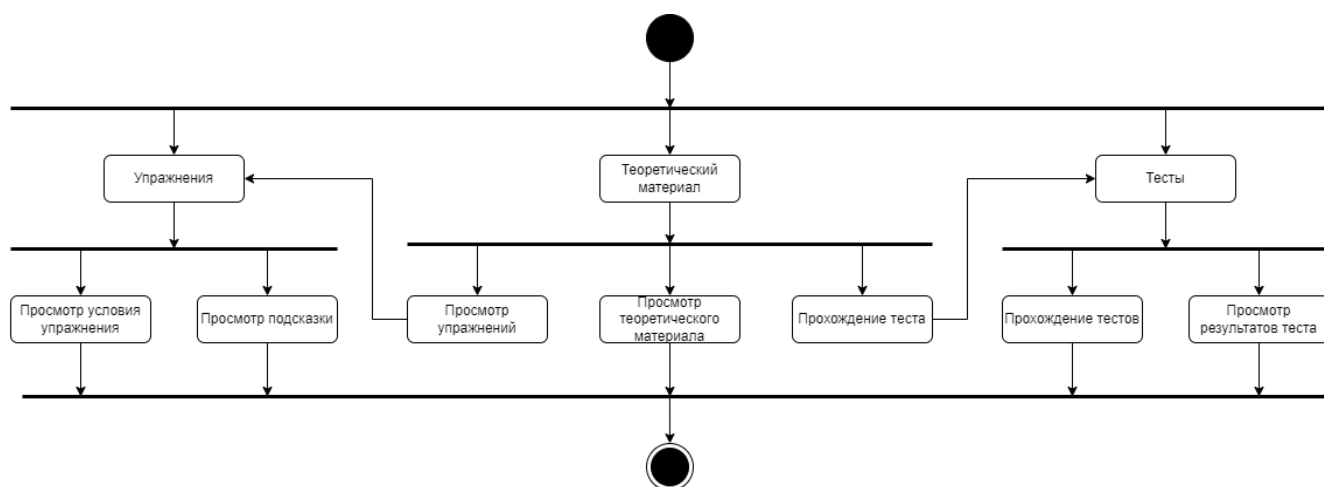 Упражнения
Теоретический
материал
Тесты
Просмотр условия
упражнения
Просмотр подсказки
Просмотр
упражнений
Просмотр
теоретического
материала
Прохождение теста
Прохождение тестов
Просмотр
результатов теста